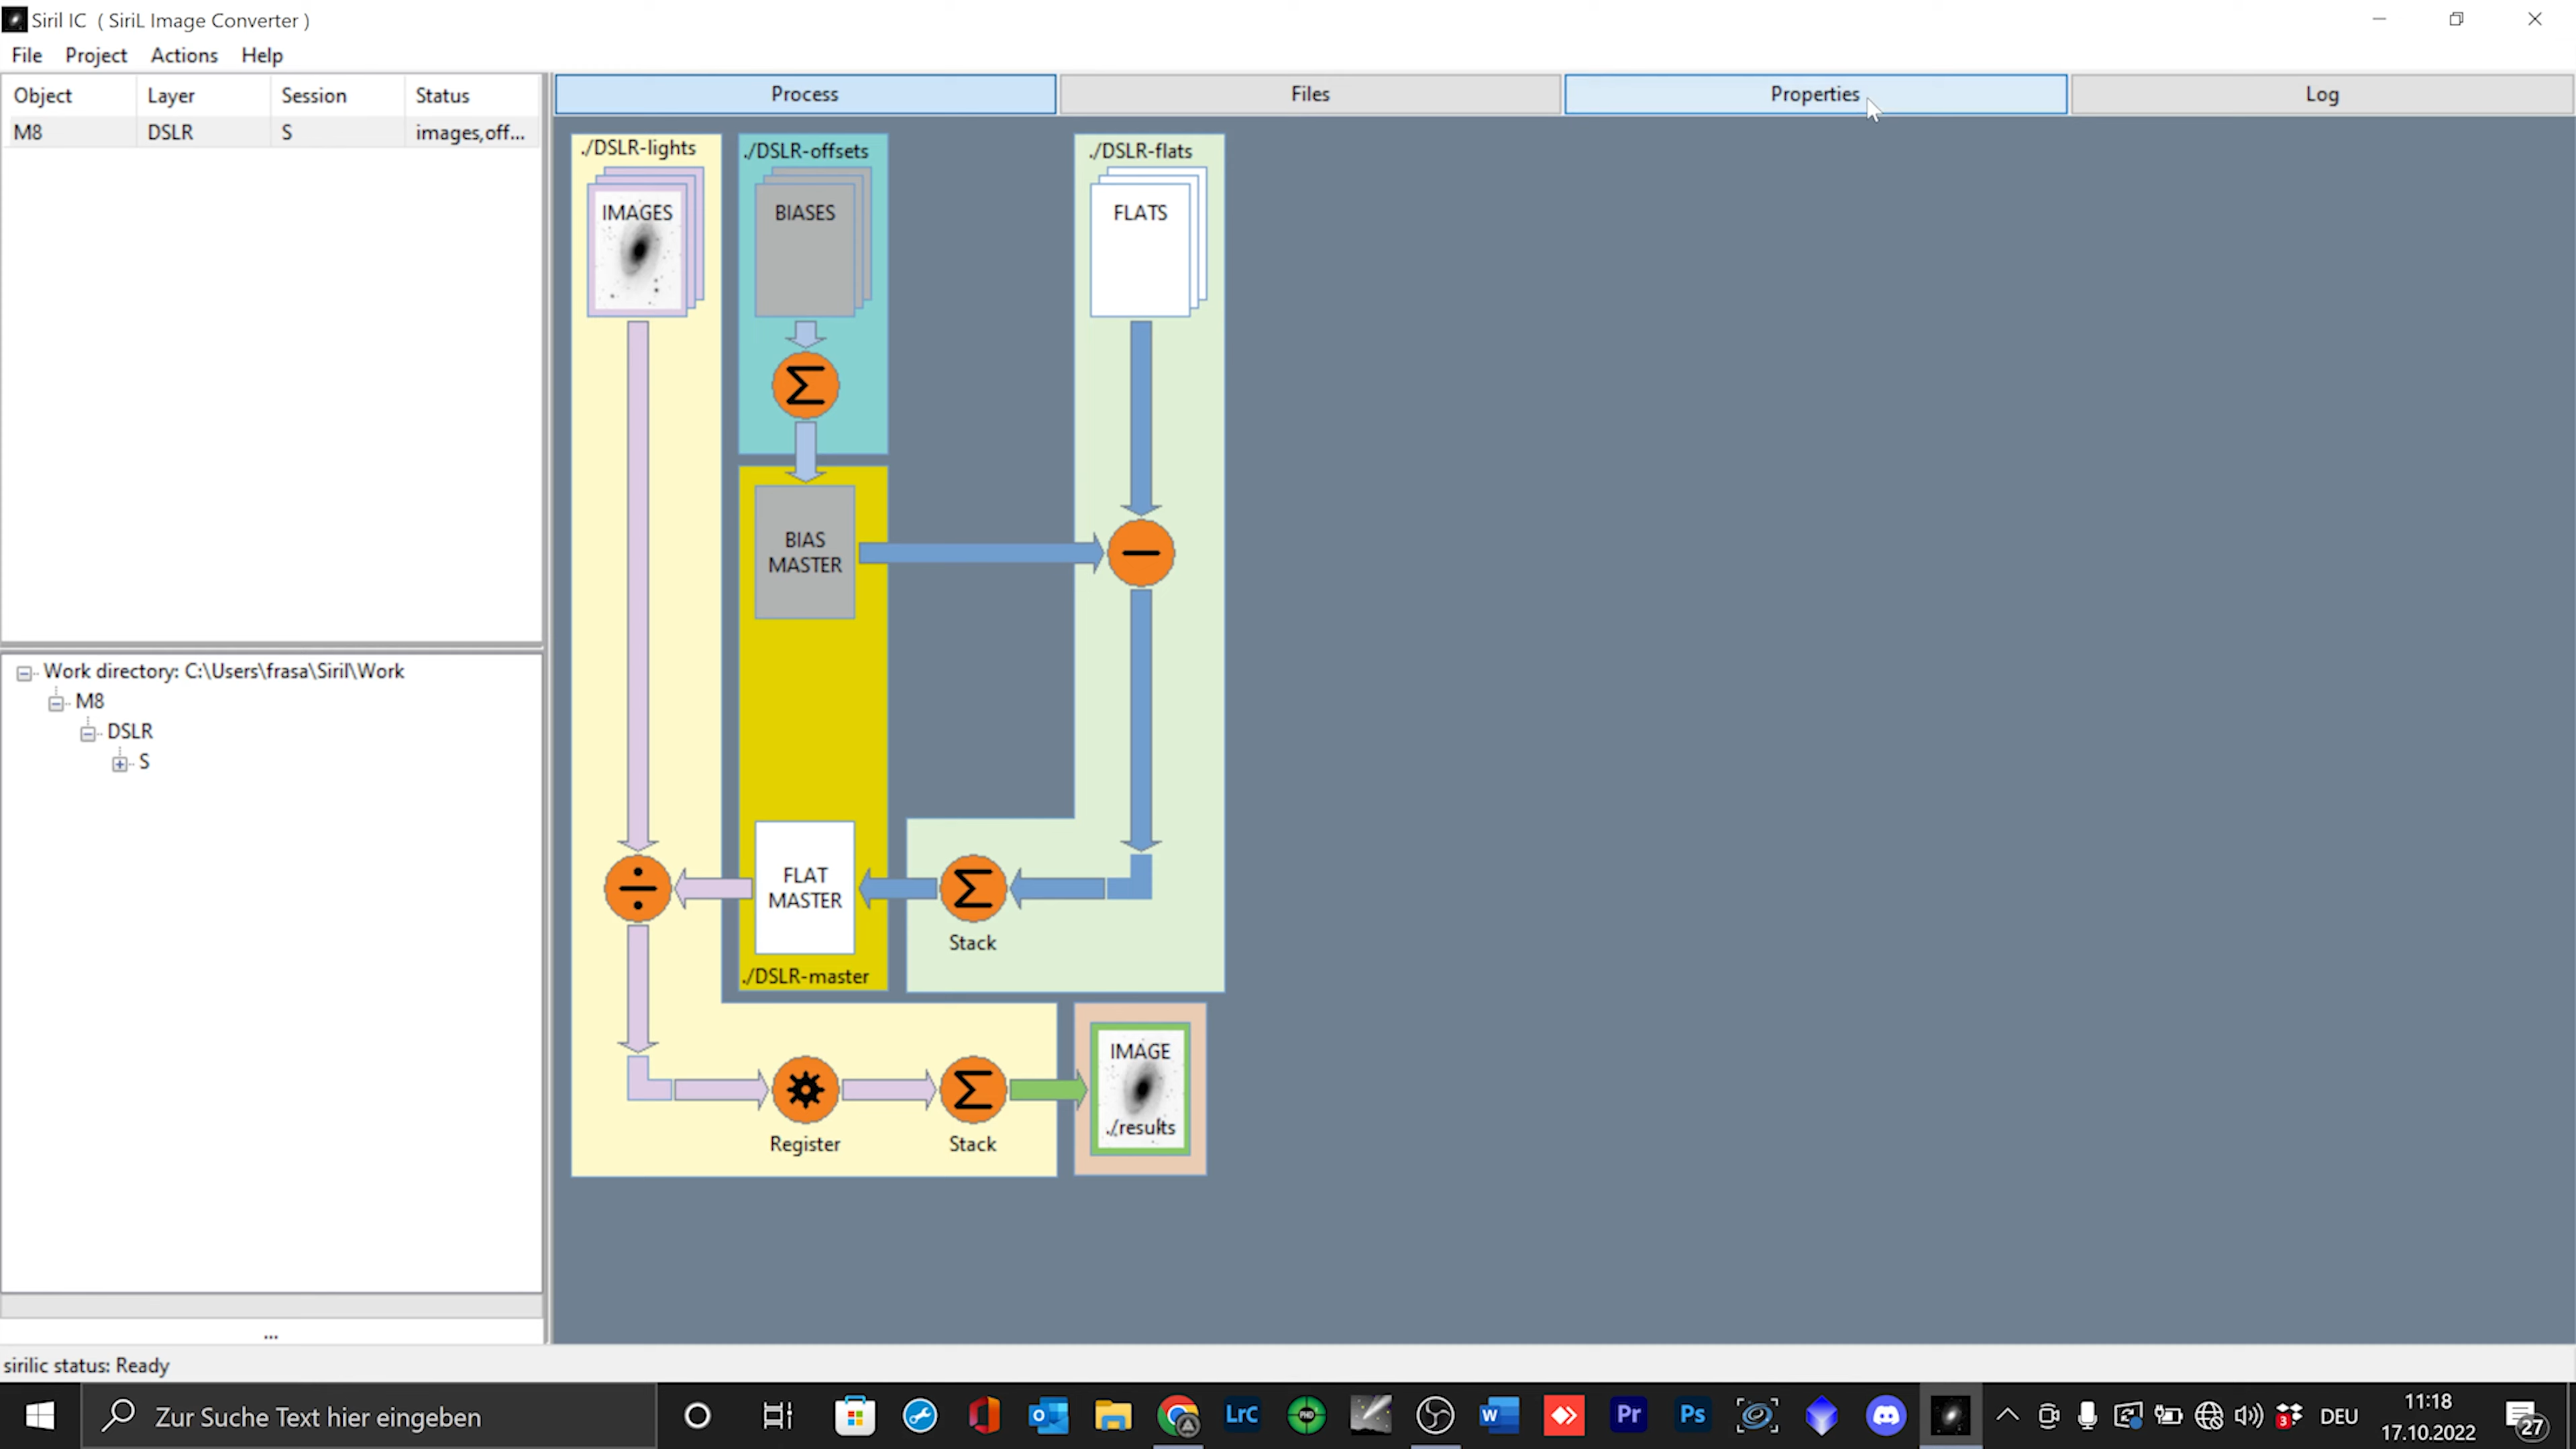 Siril IC ( SiriL Image Converter )
File Project Actions Help
Object Layer Session Status
M8 DSLR S images,off...
Process Files Properties Log
./DSLR-lights ./DSLR-offsets ./DSLR-flats
IMAGES BIASES FLATS
BIAS
MASTER
FLAT
MASTER
Stack
./DSLR-master
IMAGE
./results
Register Stack
Work directory: C:\Users\frasa\Siril\Work
M8
DSLR
S
...
sirilic status: Ready
Zur Suche Text hier eingeben
LrC
PHD
W
Pr
Ps
3
DEU
11:18
17.10.2022
27